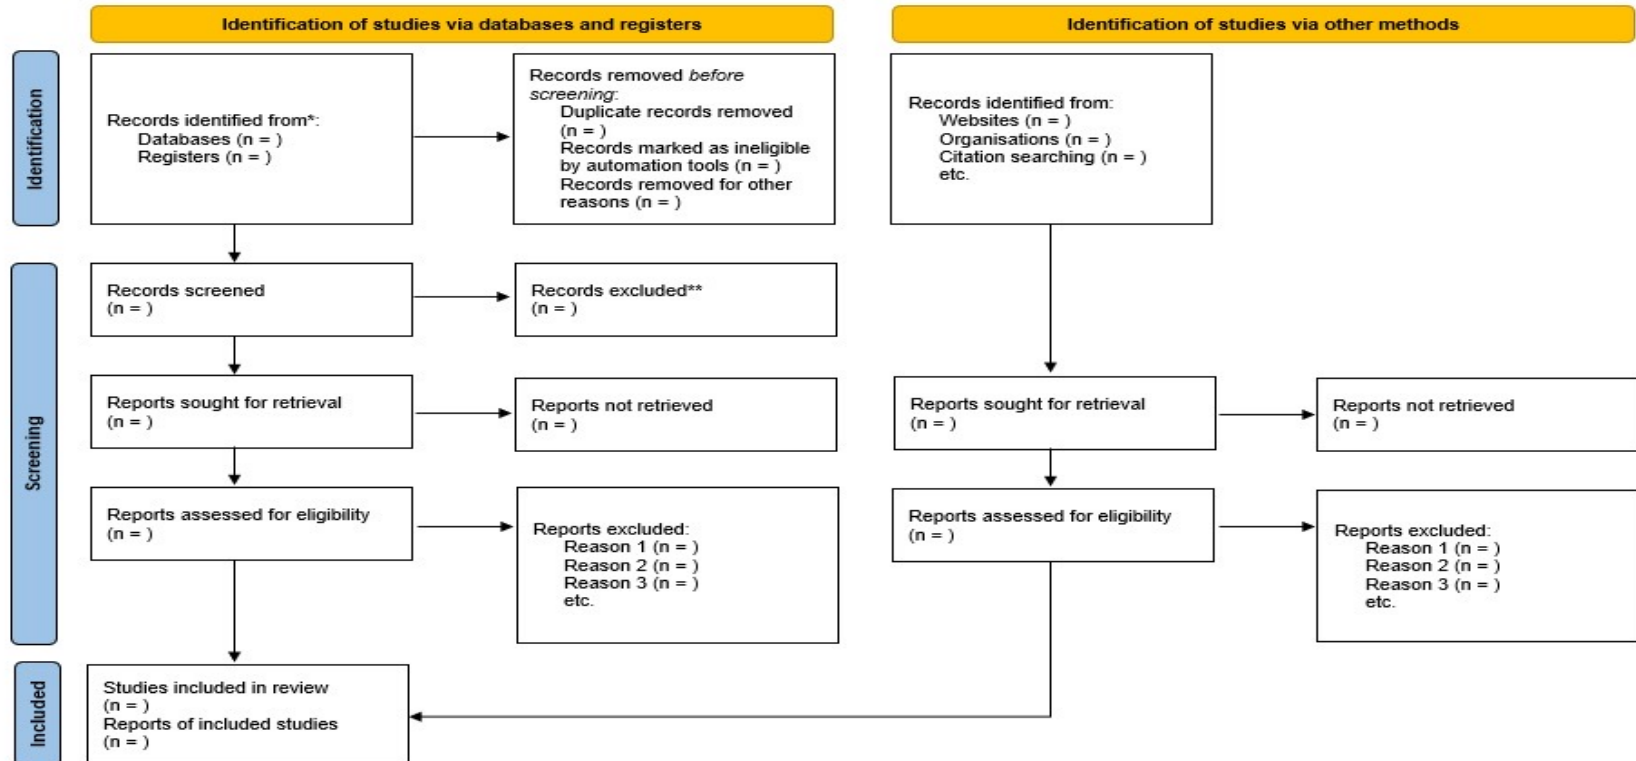 Identification of studies via databases and registers
Identification of studies via other methods
Identification
Records identified from*:
Databases (n = )
Registers (n = )
Records removed before
screening:
Duplicate records removed
(n = )
Records marked as ineligible
by automation tools (n = )
Records removed for other
reasons (n = )
Records identified from:
Websites (n = )
Organisations (n = )
Citation searching (n = )
etc.
Screening
Records screened
(n = )
Records excluded**
(n = )
Reports sought for retrieval
(n = )
Reports not retrieved
(n = )
Reports sought for retrieval
(n = )
Reports not retrieved
(n = )
Reports assessed for eligibility
(n = )
Reports excluded:
Reason 1 (n = )
Reason 2 (n = )
Reason 3 (n = )
etc.
Reports assessed for eligibility
(n = )
Reports excluded:
Reason 1 (n = )
Reason 2 (n = )
Reason 3 (n = )
etc.
Included
Studies included in review
(n = )
Reports of included studies
(n = )